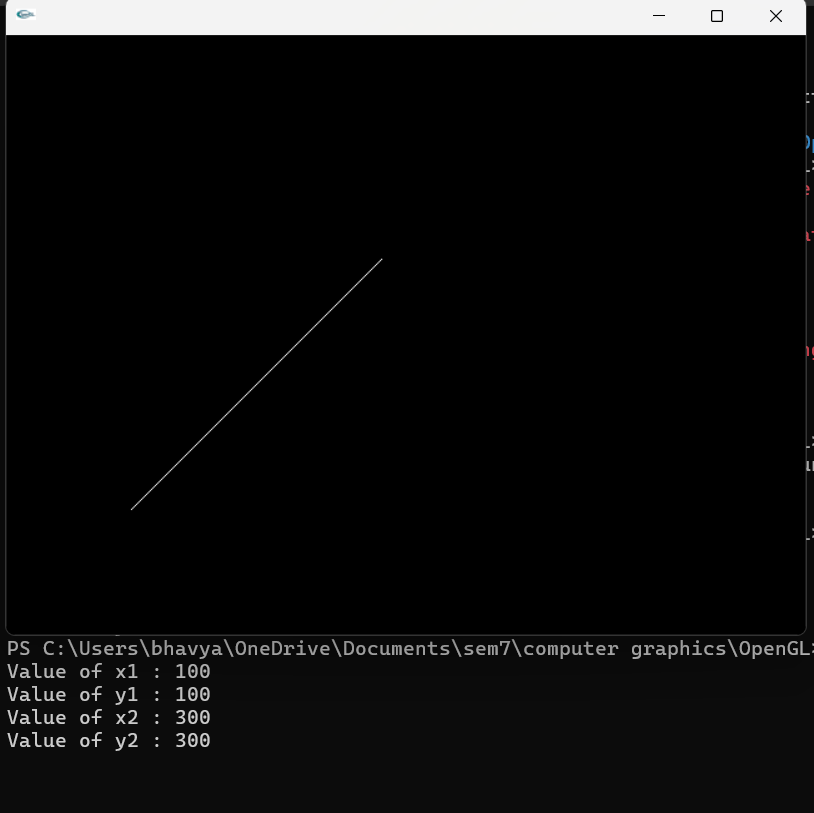 PS C:\Users\bhavya\OneDrive\Documents\sem7\computer graphics\OpenGL>
Value of x1 : 100
Value of y1 : 100
Value of x2 : 300
Value of y2 : 300